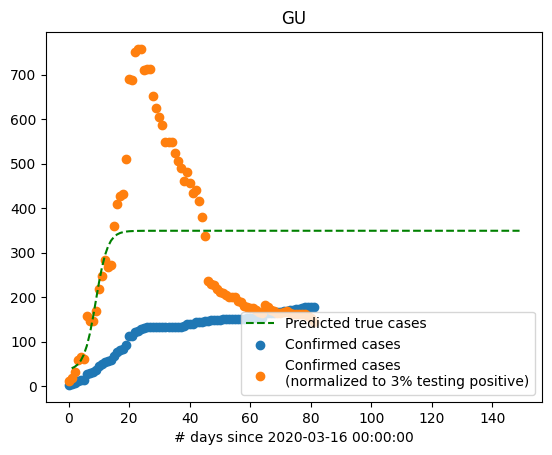 GU
700
600
500
400
300
200
100
0
Predicted true cases
Confirmed cases
Confirmed cases
(normalized to 3% testing positive)
0 20 40 60 80 100 120 140
# days since 2020-03-16 00:00:00